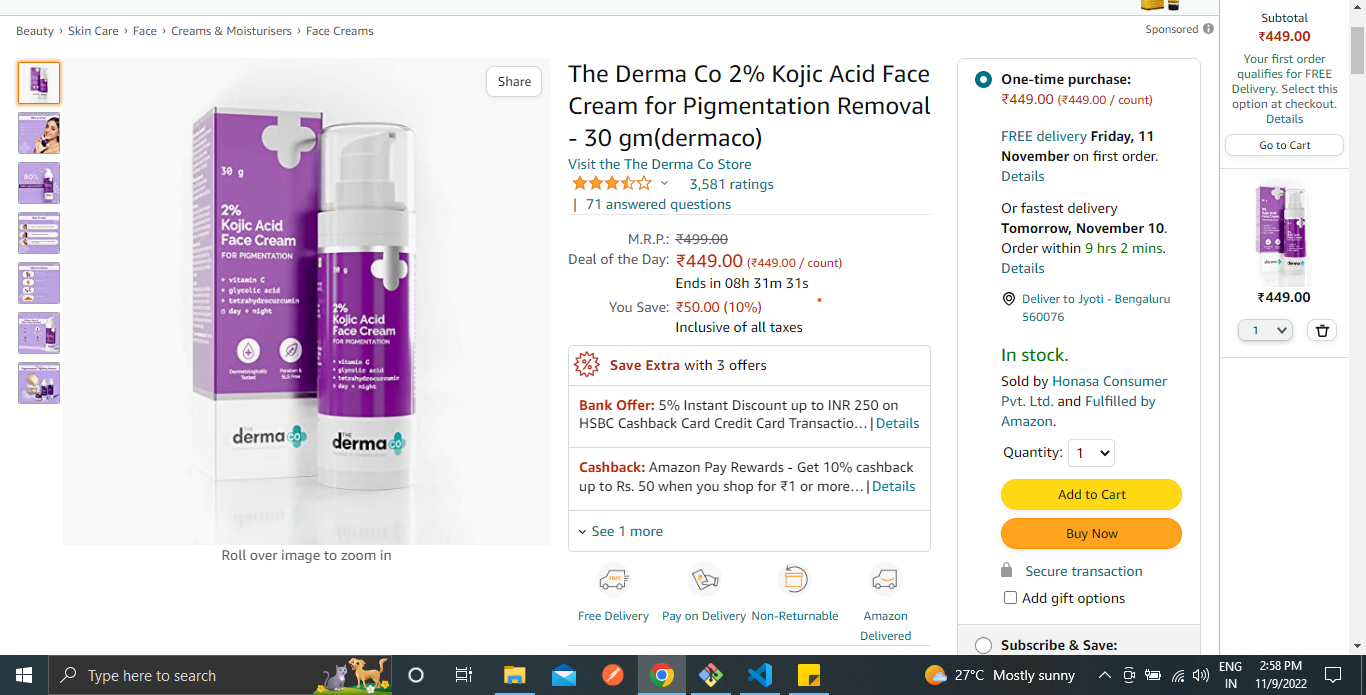 Beauty › Skin Care › Face › Creams & Moisturisers › Face Creams
Sponsored
Share
30 g
2%
Kojic Acid
Face Cream
FOR PIGMENTATION
+ vitamin C
+ glycolic acid
+ tetrahydrocurcumin
day + night
Dermatologically
Tested
Paraben &
SLS Free
THE
derma co
30 g
2%
Kojic Acid
Face Cream
FOR PIGMENTATION
+ vitamin C
+ glycolic acid
+ tetrahydrocurcumin
day + night
THE
derma co
Roll over image to zoom in
The Derma Co 2% Kojic Acid Face
Cream for Pigmentation Removal
- 30 gm(dermaco)
Visit the The Derma Co Store
3,581 ratings
| 71 answered questions
M.R.P.: ₹499.00
Deal of the Day: ₹449.00 (₹449.00 / count)
Ends in 08h 31m 31s
You Save: ₹50.00 (10%)
Inclusive of all taxes
Save Extra with 3 offers
Bank Offer: 5% Instant Discount up to INR 250 on
HSBC Cashback Card Credit Card Transactio… | Details
Cashback: Amazon Pay Rewards - Get 10% cashback
up to Rs. 50 when you shop for ₹1 or more… | Details
See 1 more
FREE
Free Delivery
Pay on Delivery
Non-Returnable
Amazon
Delivered
One-time purchase:
₹449.00 (₹449.00 / count)
FREE delivery Friday, 11
November on first order.
Details
Or fastest delivery
Tomorrow, November 10.
Order within 9 hrs 2 mins.
Details
Deliver to Jyoti - Bengaluru
560076
In stock.
Sold by Honasa Consumer
Pvt. Ltd. and Fulfilled by
Amazon.
Quantity: 1
Add to Cart
Buy Now
Secure transaction
Add gift options
Subscribe & Save:
Subtotal
₹449.00
Your first order
qualifies for FREE
Delivery. Select this
option at checkout.
Details
Go to Cart
2%
Kojic Acid
Face Cream
derma co
derma co
₹449.00
1
Type here to search
27°C Mostly sunny
ENG
IN
2:58 PM
11/9/2022